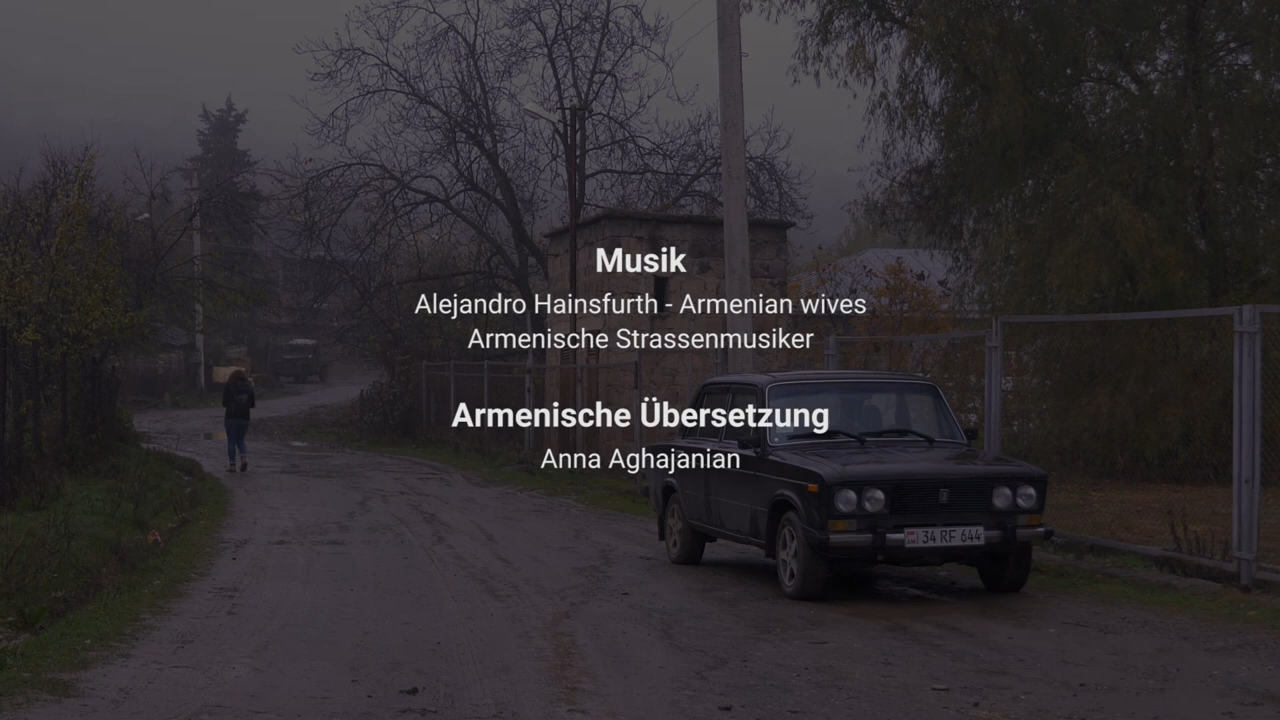 Musik
Alejandro Hainsfurth - Armenian wives
Armenische Strassenmusiker
Armenische Übersetzung
Anna Aghajanian
34 RF 644